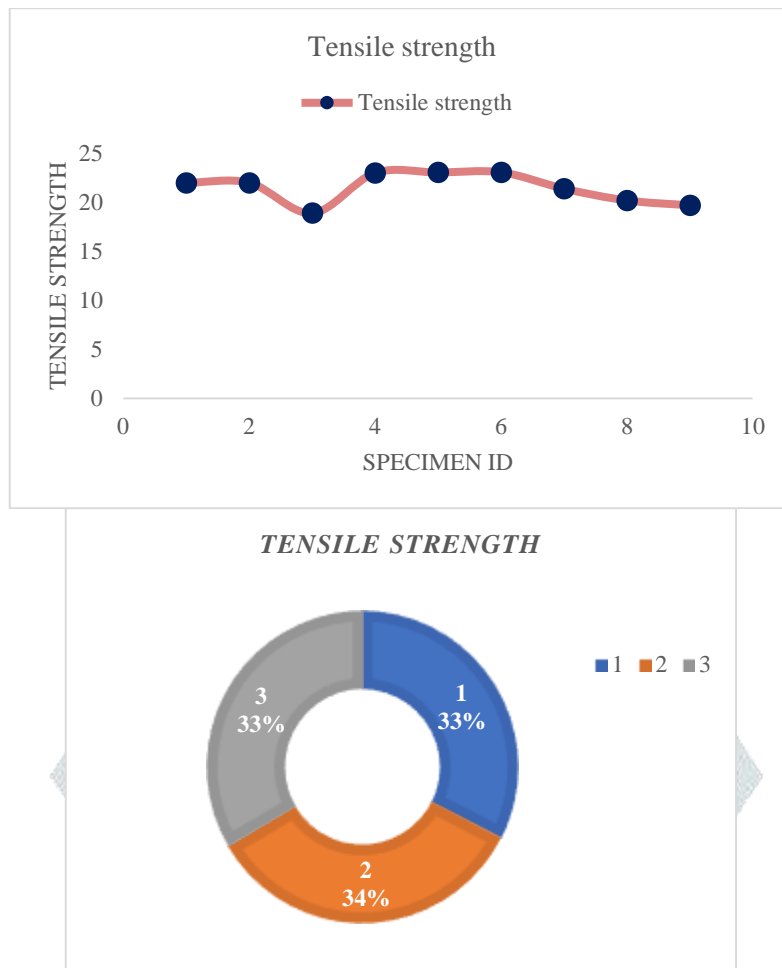 Tensile strength
Tensile strength
TENSILE STRENGTH
25
20
15
10
5
0
0 2 4 6 8 10
SPECIMEN ID
TENSILE STRENGTH
1 2 3
3
33%
1
33%
2
34%